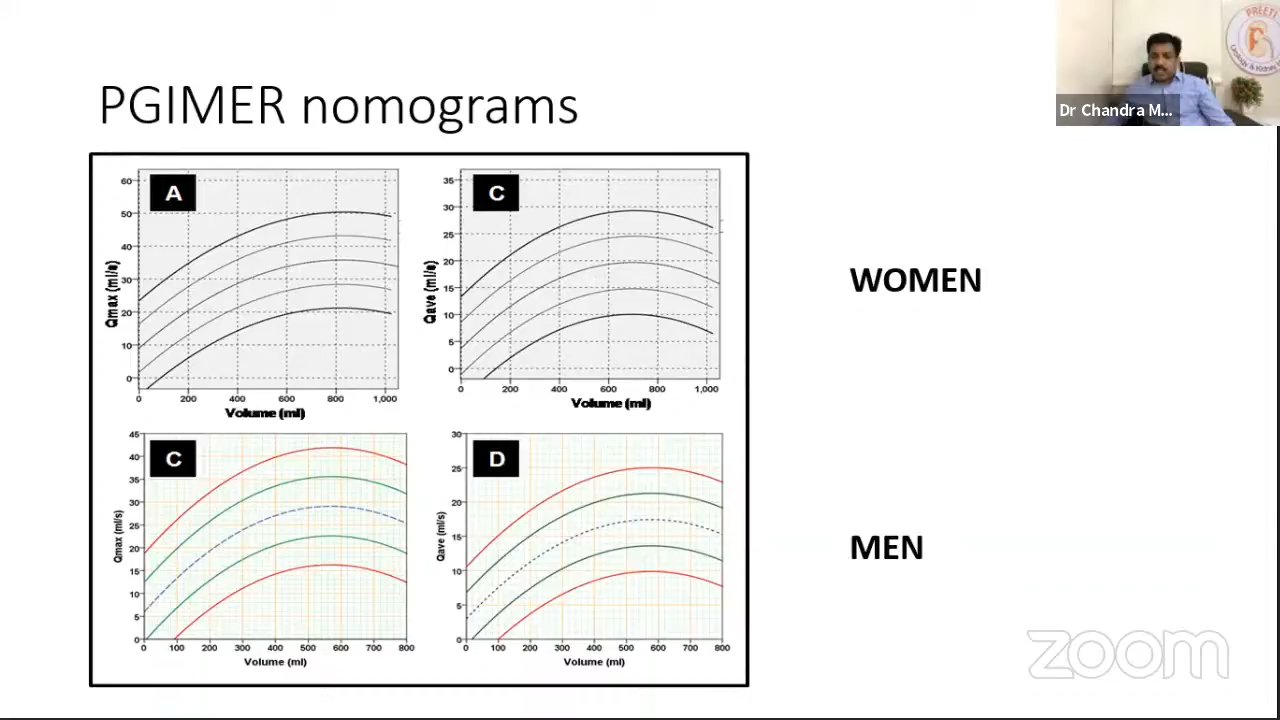 PREETI
Urology & Kidney
Dr Chandra M...
PGIMER nomograms
A
60
50
40
30
20
10
0
Qmax (ml/s)
0 200 400 600 800 1,000
Volume (ml)
C
35
30
25
20
15
10
5
0
Qave (ml/s)
0 200 400 600 800 1,000
Volume (ml)
WOMEN
C
45
40
35
30
25
20
15
10
5
0
Qmax (ml/s)
0 100 200 300 400 500 600 700 800
Volume (ml)
D
30
25
20
15
10
5
0
Qave (ml/s)
0 100 200 300 400 500 600 700 800
Volume (ml)
MEN
zoom